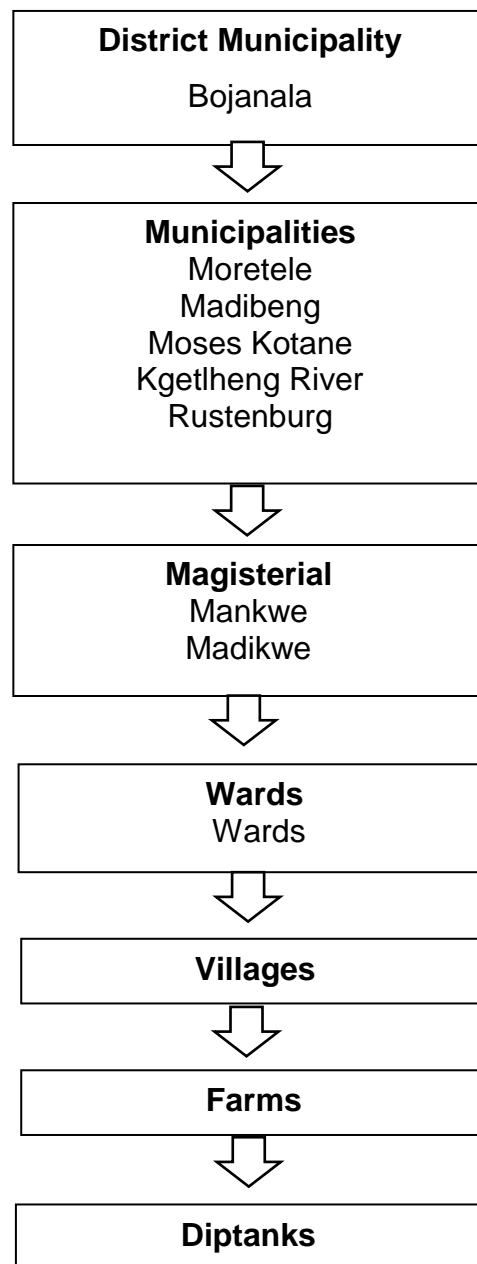 District Municipality
Bojanala
Municipalities
Moretele
Madibeng
Moses Kotane
Kgetlheng River
Rustenburg
Magisterial
Mankwe
Madikwe
Wards
Wards
Villages
Farms
Diptanks